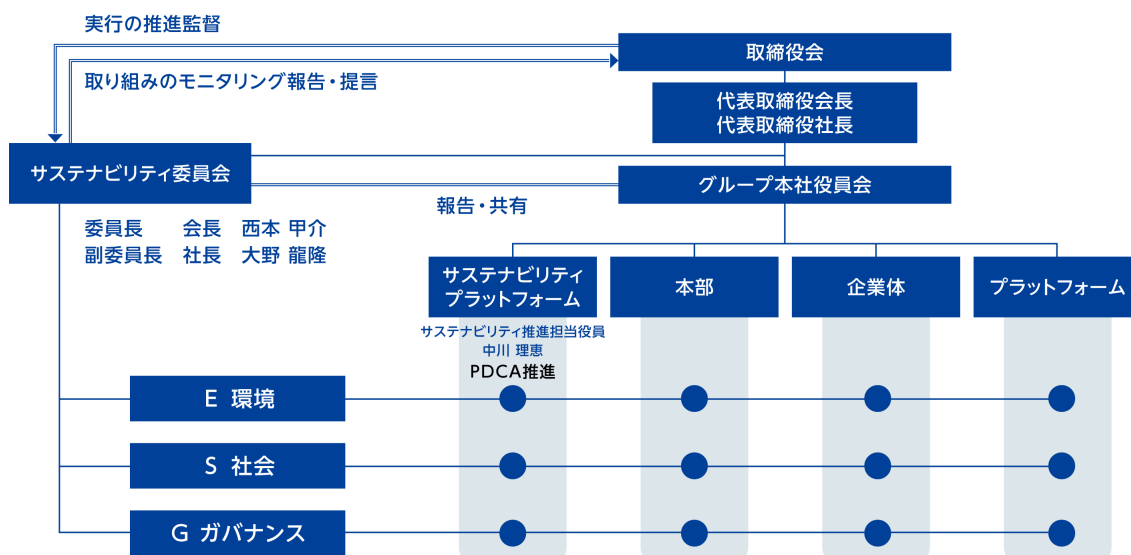 実行の推進監督
取締役会
取り組みのモニタリング報告・提言
代表取締役会長
代表取締役社長
サステナビリティ委員会
グループ本社役員会
報告・共有
委員長 会長 西本 甲介
副委員長 社長 大野 龍隆
サステナビリティ
プラットフォーム
本部
企業体
プラットフォーム
サステナビリティ推進担当役員
中川 理恵
PDCA推進
E 環境
S 社会
G ガバナンス